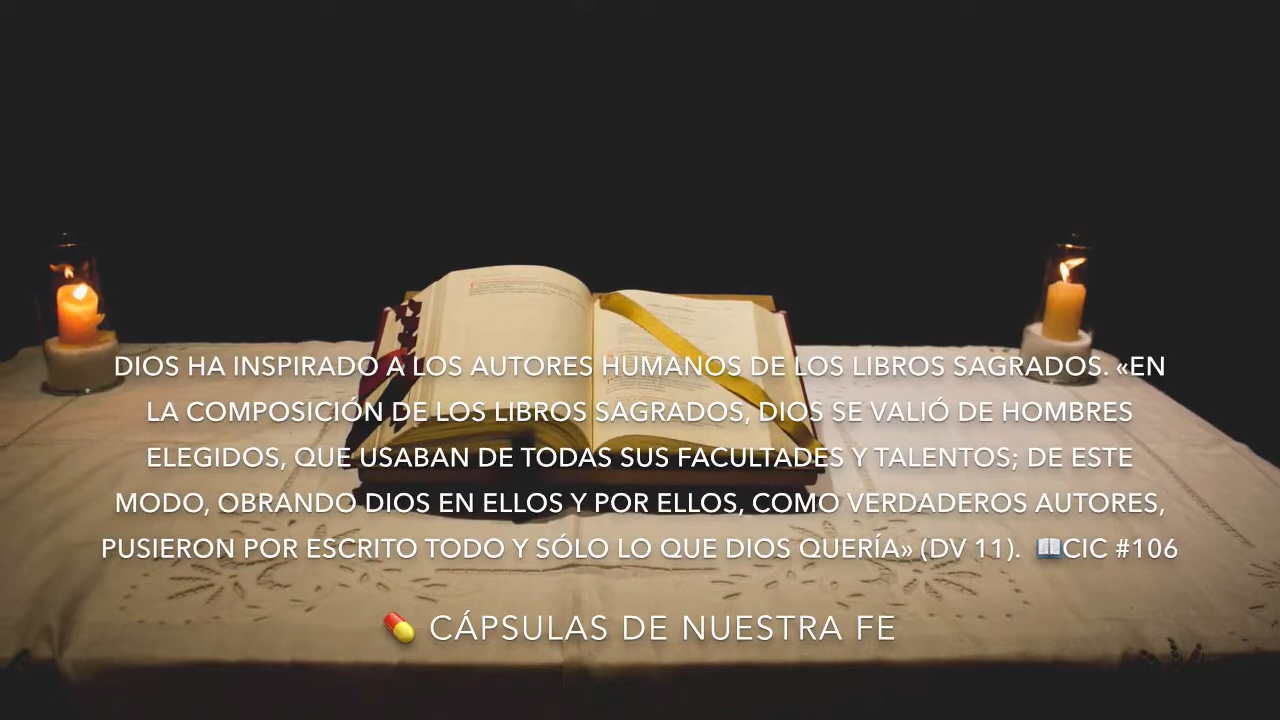 DIOS HA INSPIRADO A LOS AUTORES HUMANOS DE LOS LIBROS SAGRADOS. «EN
LA COMPOSICIÓN DE LOS LIBROS SAGRADOS, DIOS SE VALIÓ DE HOMBRES
ELEGIDOS, QUE USABAN DE TODAS SUS FACULTADES Y TALENTOS; DE ESTE
MODO, OBRANDO DIOS EN ELLOS Y POR ELLOS, COMO VERDADEROS AUTORES,
PUSIERON POR ESCRITO TODO Y SÓLO LO QUE DIOS QUERÍA» (DV 11). 📖CIC #106
💊 CÁPSULAS DE NUESTRA FE